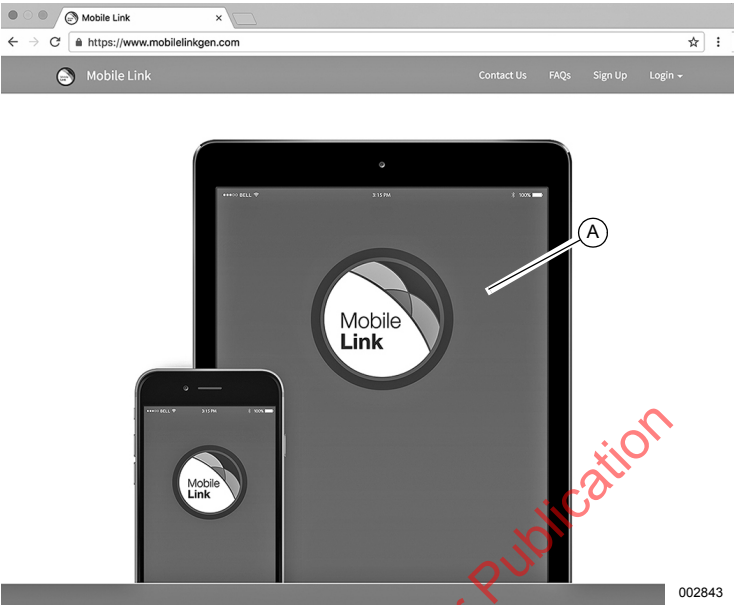 Mobile Link
https://www.mobilelinkgen.com
Mobile Link Contact Us FAQs Sign Up Login
BELL 3:15 PM 100%
A
Mobile
Link
BELL 3:15 PM 100%
Mobile
Link
Publication
002843